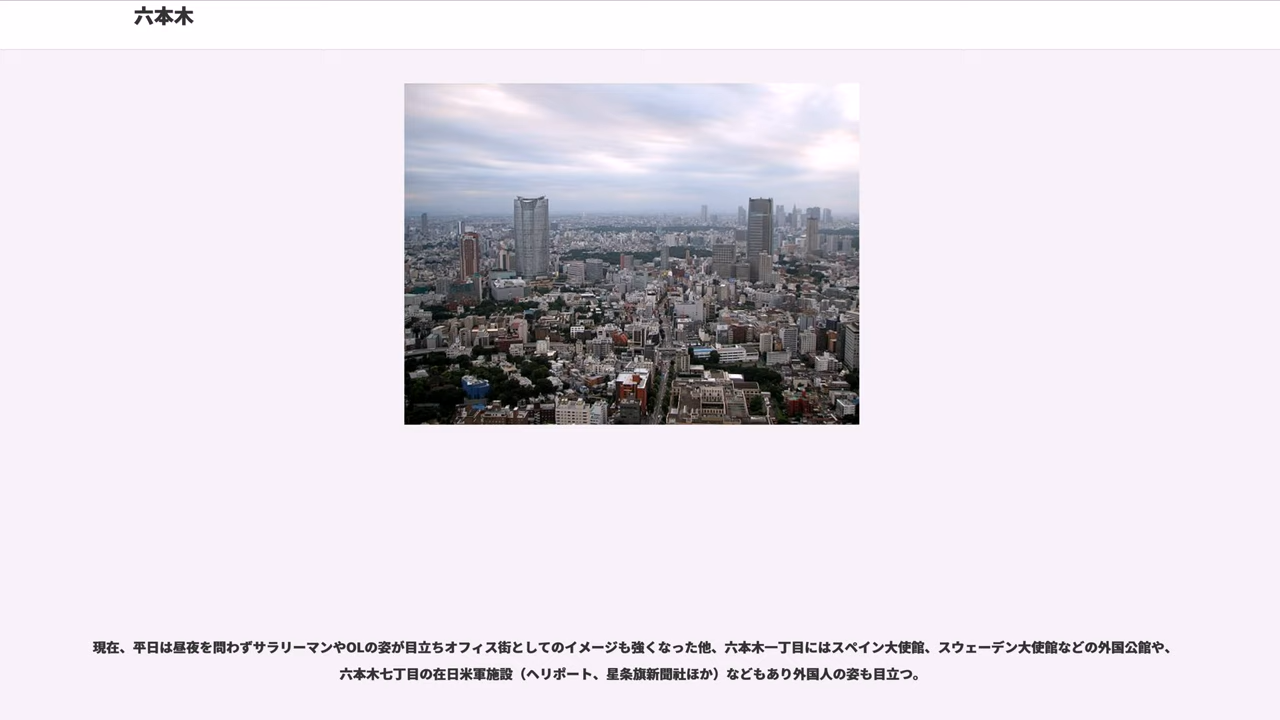 六本木
現在、平日は昼夜を問わずサラリーマンやOLの姿が目立ちオフィス街としてのイメージも強くなった他、六本木一丁目にはスペイン大使館、スウェーデン大使館などの外国公館や、
六本木七丁目の在日米軍施設（ヘリポート、星条旗新聞社ほか）などもあり外国人の姿も目立つ。